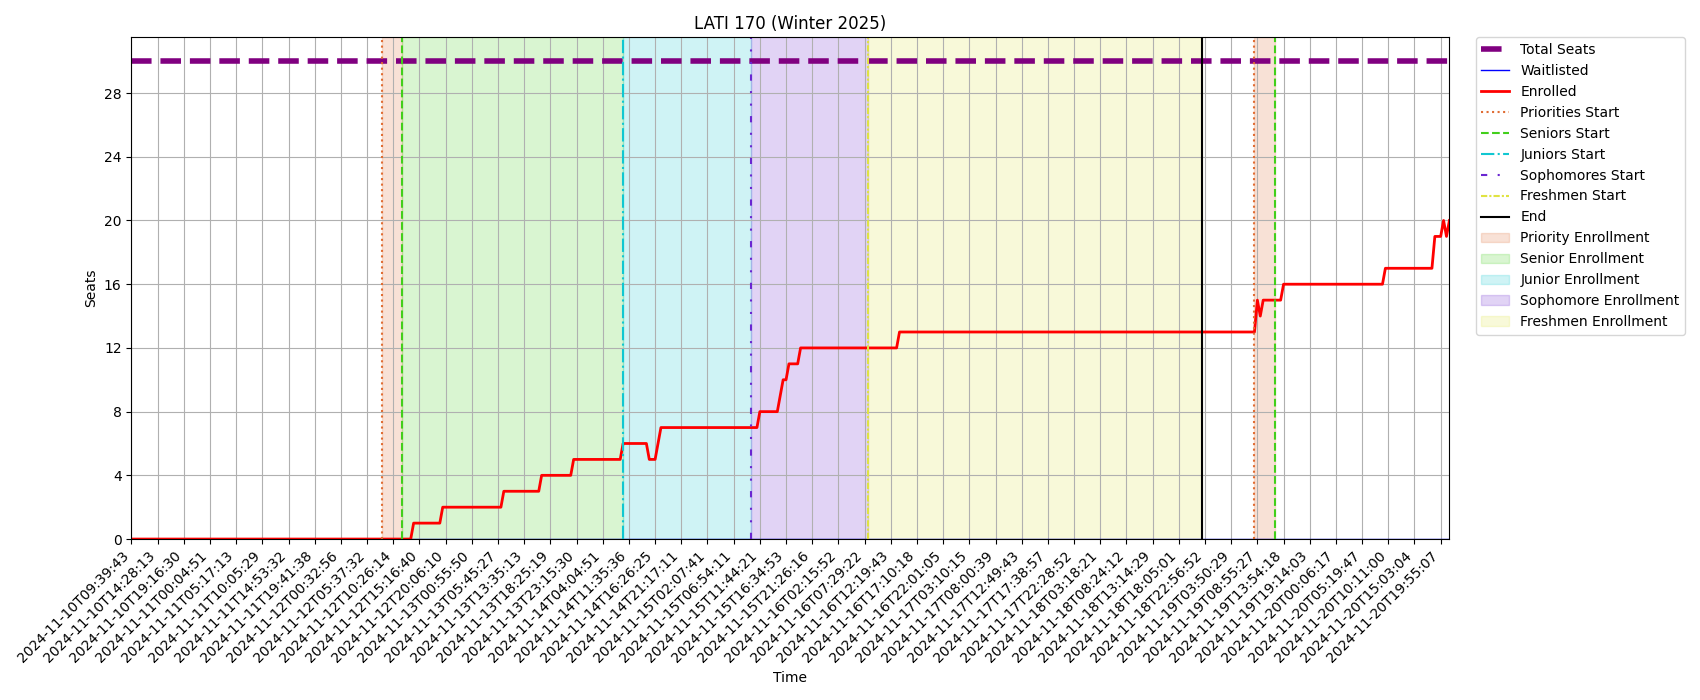 LATI 170 (Winter 2025)
Seats
28
24
20
16
12
8
4
0
2024-11-10T09:39:43
2024-11-10T14:28:13
2024-11-10T19:16:30
2024-11-11T00:04:51
2024-11-11T05:17:13
2024-11-11T10:05:29
2024-11-11T14:53:32
2024-11-11T19:41:38
2024-11-12T00:32:56
2024-11-12T05:37:32
2024-11-12T10:26:14
2024-11-12T15:16:40
2024-11-12T20:06:10
2024-11-13T00:55:50
2024-11-13T05:45:27
2024-11-13T13:35:13
2024-11-13T18:25:19
2024-11-13T23:15:30
2024-11-14T04:04:51
2024-11-14T11:35:36
2024-11-14T16:26:25
2024-11-14T21:17:11
2024-11-15T02:07:41
2024-11-15T06:54:11
2024-11-15T11:44:21
2024-11-15T16:34:53
2024-11-15T21:26:16
2024-11-16T02:15:52
2024-11-16T07:29:22
2024-11-16T12:19:43
2024-11-16T17:10:18
2024-11-16T22:01:05
2024-11-17T03:10:15
2024-11-17T08:00:39
2024-11-17T12:49:43
2024-11-17T17:38:57
2024-11-17T22:28:52
2024-11-18T03:18:21
2024-11-18T08:24:12
2024-11-18T13:14:29
2024-11-18T18:05:01
2024-11-18T22:56:52
2024-11-19T03:50:29
2024-11-19T08:55:27
2024-11-19T13:54:18
2024-11-19T19:14:03
2024-11-20T00:06:17
2024-11-20T05:19:47
2024-11-20T10:11:00
2024-11-20T15:03:04
2024-11-20T19:55:07
Time
Total Seats
Waitlisted
Enrolled
Priorities Start
Seniors Start
Juniors Start
Sophomores Start
Freshmen Start
End
Priority Enrollment
Senior Enrollment
Junior Enrollment
Sophomore Enrollment
Freshmen Enrollment